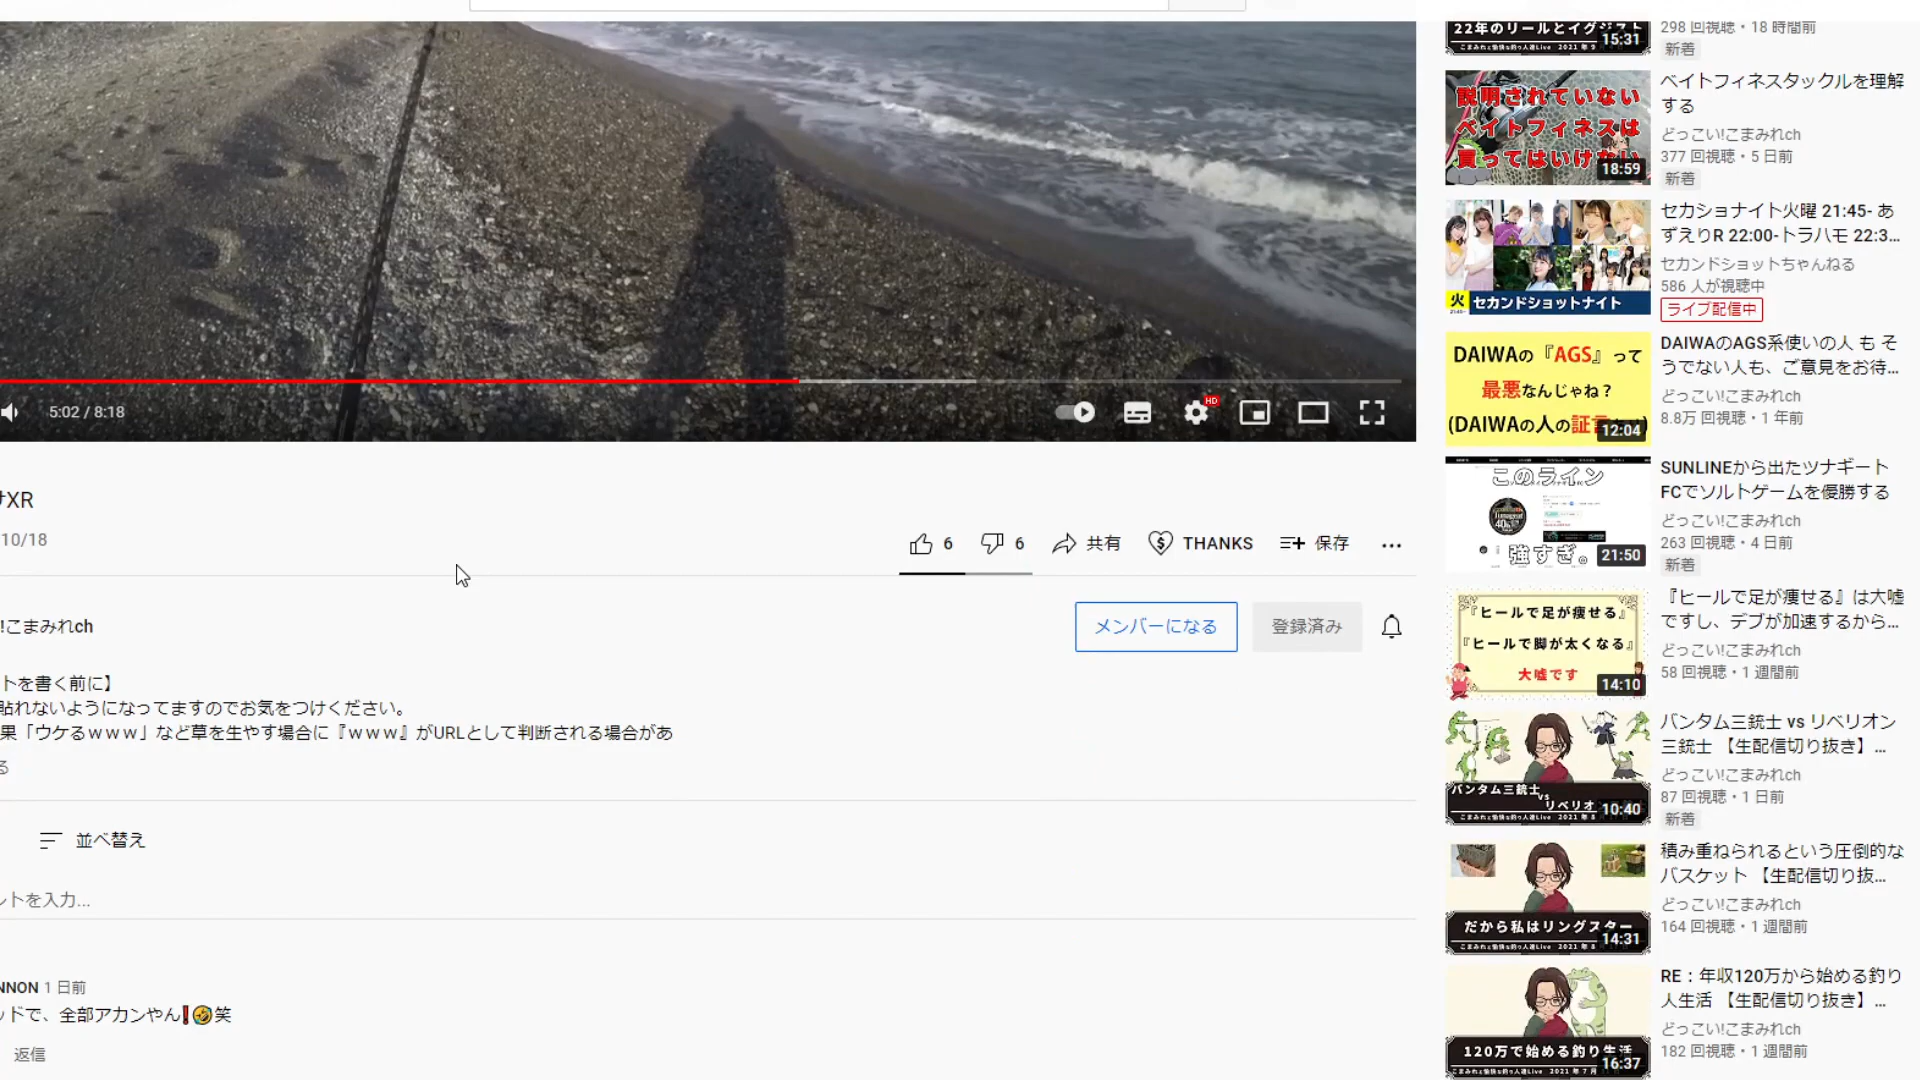 5:02 / 8:18
HD
XR
10/18
6
6
共有
THANKS
保存
!こまみれch
メンバーになる
登録済み
トを書く前に】
貼れないようになってますのでお気をつけください。
果「ウケるｗｗｗ」など草を生やす場合に『ｗｗｗ』がURLとして判断される場合があ
る
並べ替え
ントを入力...
NNON 1 日前
ッドで、全部アカンやん❗🤣笑
返信
22年のリールとイグジスト
15:31
298 回視聴・18 時間前
新着
説明されていない
ベイトフィネスは
買ってはいけない
18:59
ベイトフィネスタックルを理解
する
どっこい!こまみれch
377 回視聴・5 日前
新着
火
21:45-
セカンドショットナイト
セカショナイト火曜 21:45- あ
ずえりR 22:00-トラハモ 22:3...
セカンドショットちゃんねる
586 人が視聴中
ライブ配信中
DAIWAの『AGS』って
最悪なんじゃね？
(DAIWAの人の証言
12:04
DAIWAのAGS系使いの人 も そ
うでない人も、ご意見をお待...
どっこい!こまみれch
8.8万 回視聴・1 年前
このライン
強すぎ。
21:50
SUNLINEから出たツナギート
FCでソルトゲームを優勝する
どっこい!こまみれch
263 回視聴・4 日前
新着
『ヒールで足が痩せる』
『ヒールで脚が太くなる』
大嘘です
14:10
『ヒールで足が痩せる』は大嘘
ですし、デブが加速するから...
どっこい!こまみれch
58 回視聴・1 週間前
バンタム三銃士
vs
リベリオ
10:40
バンタム三銃士 vs リベリオン
三銃士 【生配信切り抜き】...
どっこい!こまみれch
87 回視聴・1 日前
新着
だから私はリングスター
14:31
積み重ねられるという圧倒的な
バスケット 【生配信切り抜...
どっこい!こまみれch
164 回視聴・1 週間前
120万で始める釣り生活
16:37
RE：年収120万から始める釣り
人生活 【生配信切り抜き】...
どっこい!こまみれch
182 回視聴・1 週間前